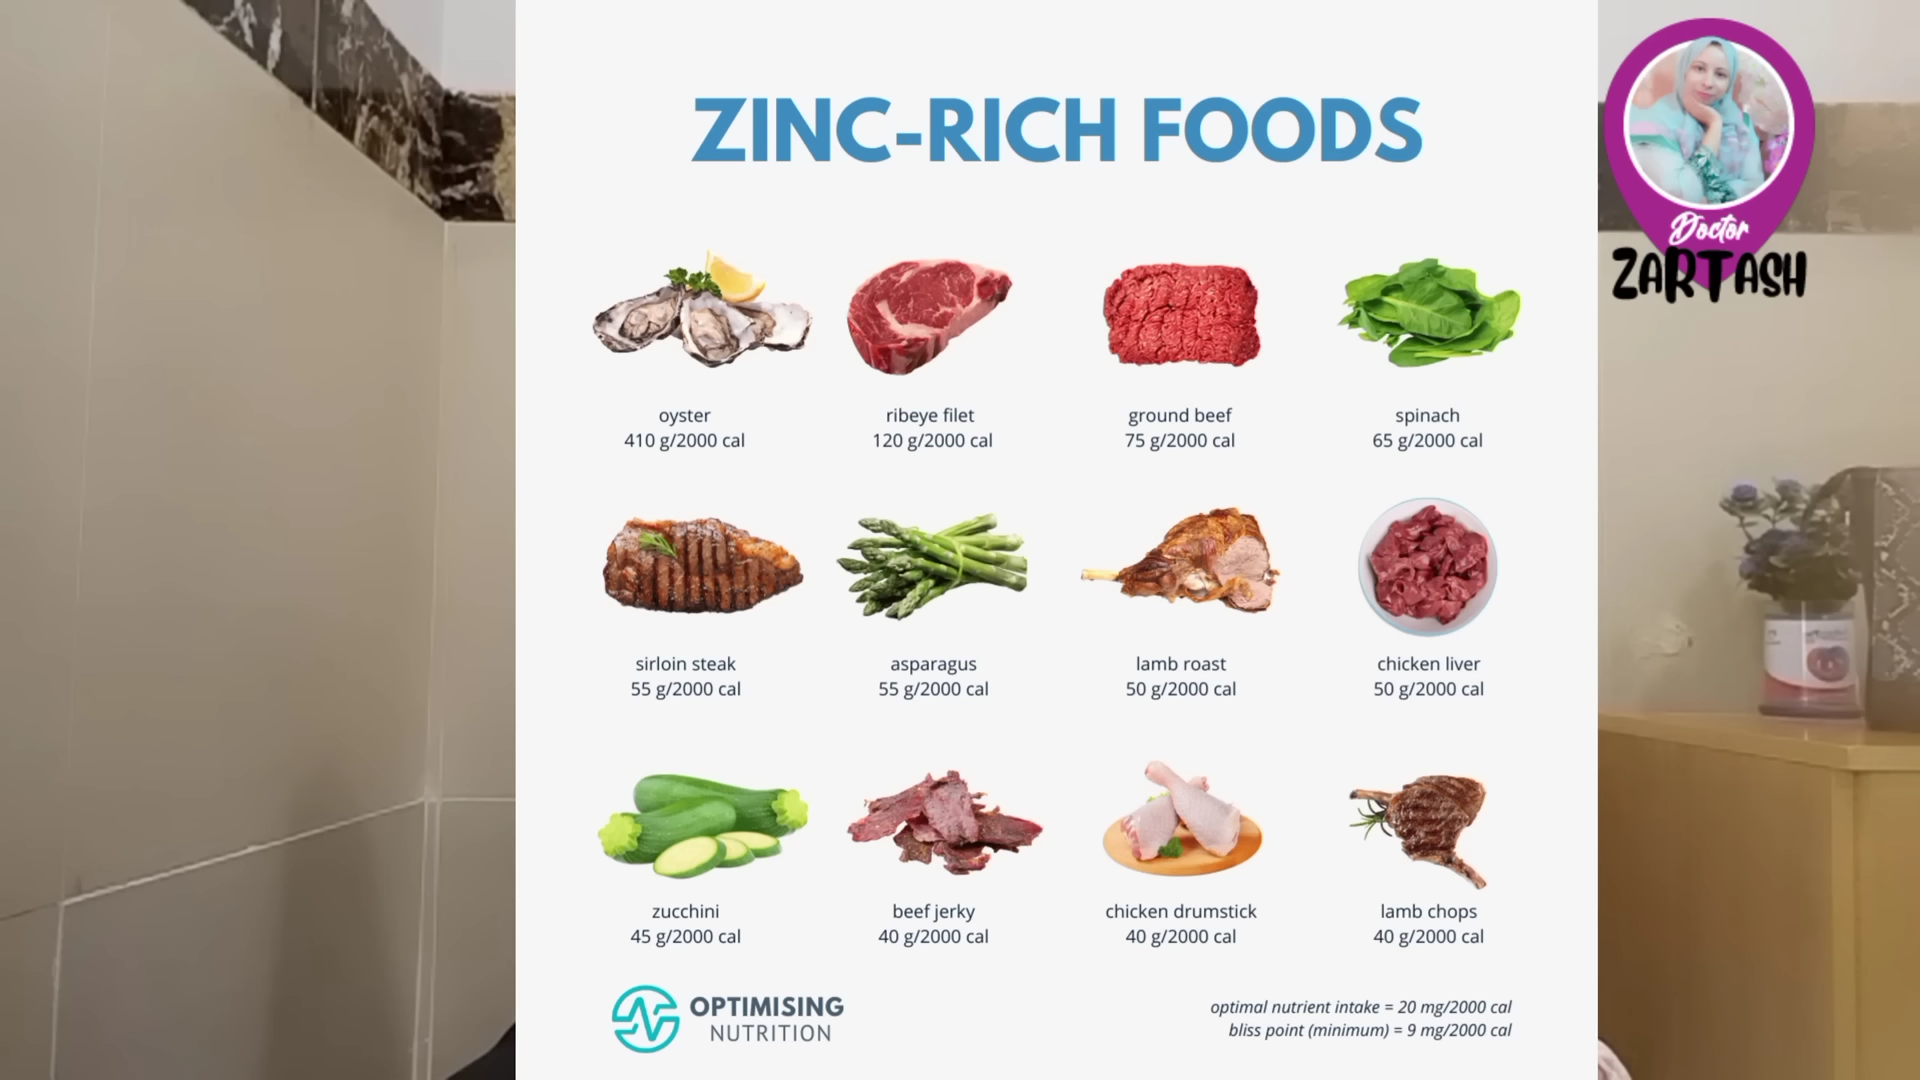 ZINC-RICH FOODS
Doctor
ZARTASH
oyster
410 g/2000 cal
ribeye filet
120 g/2000 cal
ground beef
75 g/2000 cal
spinach
65 g/2000 cal
sirloin steak
55 g/2000 cal
asparagus
55 g/2000 cal
lamb roast
50 g/2000 cal
chicken liver
50 g/2000 cal
zucchini
45 g/2000 cal
beef jerky
40 g/2000 cal
chicken drumstick
40 g/2000 cal
lamb chops
40 g/2000 cal
OPTIMISING
NUTRITION
optimal nutrient intake = 20 mg/2000 cal
bliss point (minimum) = 9 mg/2000 cal